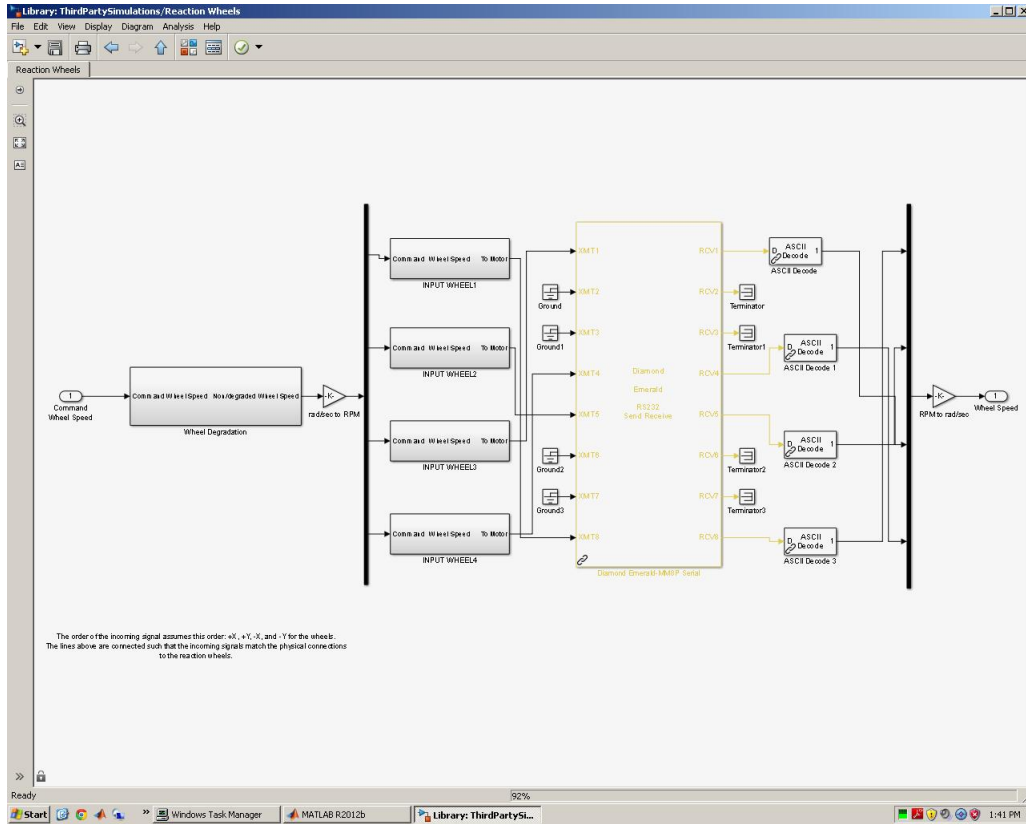 Library: ThirdPartySimulations/Reaction Wheels
File Edit View Display Diagram Analysis Help
Reaction Wheels
1
Command
Wheel Speed
Command Wheel Speed Non/degraded Wheel Speed
Wheel Degradation
-K-
rad/sec to RPM
Command Wheel Speed To Motor
INPUT WHEEL1
Command Wheel Speed To Motor
INPUT WHEEL2
Command Wheel Speed To Motor
INPUT WHEEL3
Command Wheel Speed To Motor
INPUT WHEEL4
Ground
Ground1
Ground2
Ground3
XMT1
XMT2
XMT3
XMT4
XMT5
XMT6
XMT7
XMT8
Diamond
Emerald
RS232
Send Receive
RCV1
RCV2
RCV3
RCV4
RCV5
RCV6
RCV7
RCV8
Diamond Emerald-MM8P Serial
Terminator
Terminator1
Terminator2
Terminator3
D ASCII Decode 1
ASCII Decode
D ASCII Decode 1
ASCII Decode 1
D ASCII Decode 1
ASCII Decode 2
D ASCII Decode 1
ASCII Decode 3
-K-
RPM to rad/sec
1
Wheel Speed
The order of the incoming signal assumes this order: +X, +Y, -X, and -Y for the wheels.
The lines above are connected such that the incoming signals match the physical connections
to the reaction wheels.
Ready 92%
Start Windows Task Manager MATLAB R2012b Library: ThirdPartySi... 1:41 PM